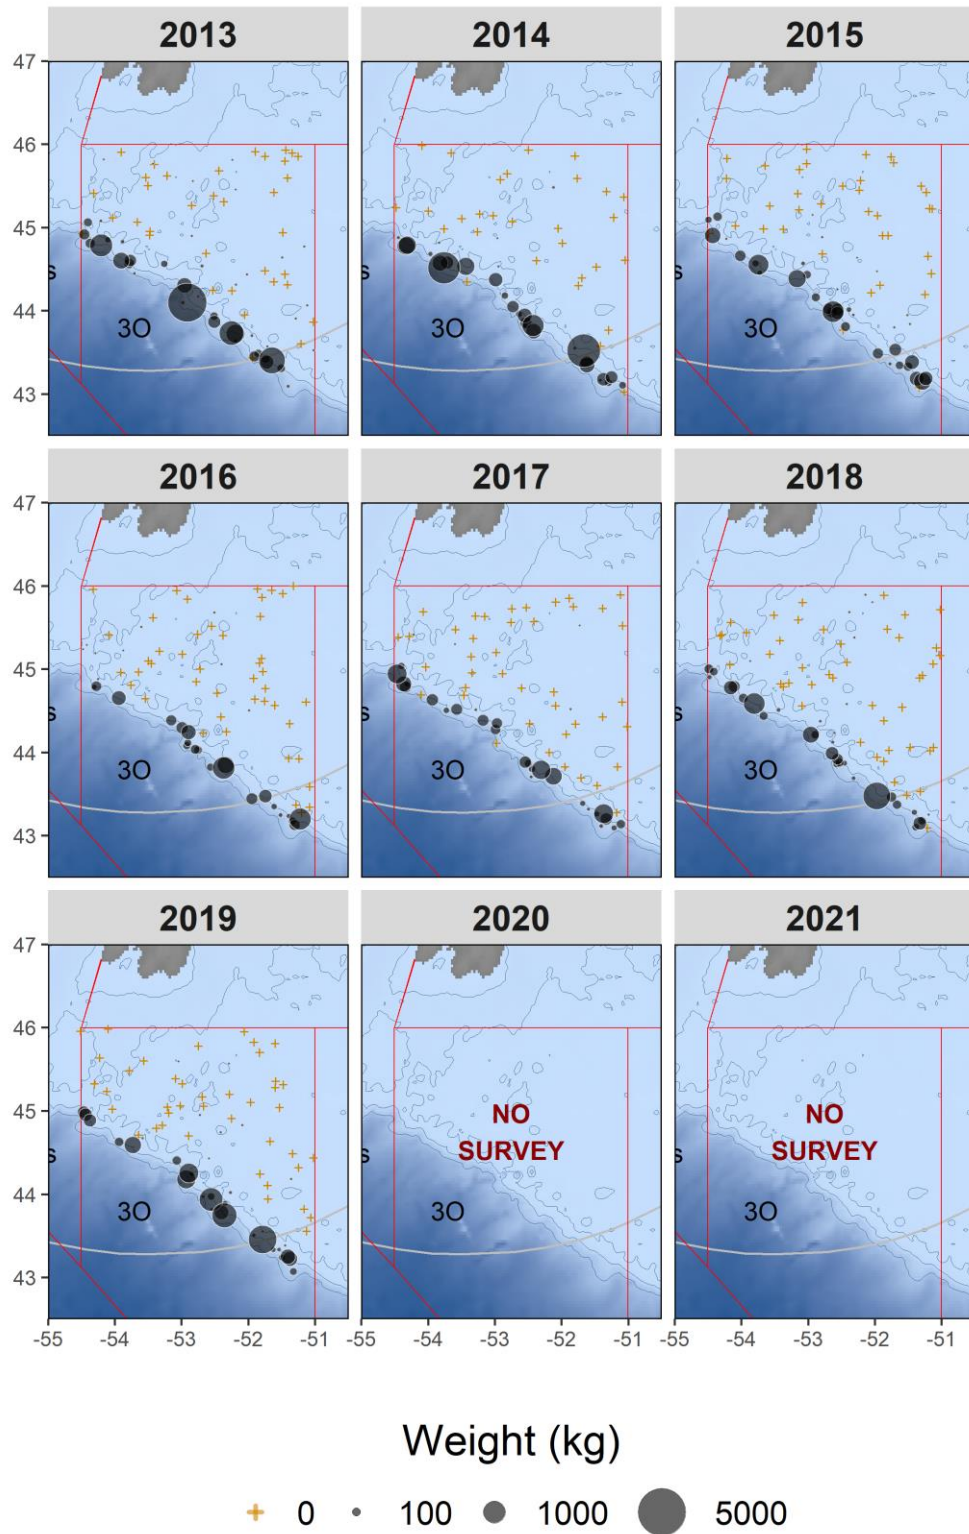 2013 2014 2015
47
46
45
44
43
s 3O 3O s 3O
2016 2017 2018
47
46
45
44
43
s 3O 3O s 3O
2019 2020 2021
47
46
45
44
43
NO NO
SURVEY SURVEY
s 3O 3O s 3O
-55 -54 -53 -52 -51 -55 -54 -53 -52 -51 -55 -54 -53 -52 -51
Weight (kg)
0 100 1000 5000